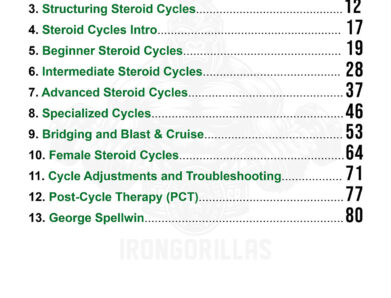 3. Structuring Steroid Cycles.................................................12
4. Steroid Cycles Intro.............................................................. 17
5. Beginner Steroid Cycles...................................................... 19
6. Intermediate Steroid Cycles................................................ 28
7. Advanced Steroid Cycles.................................................... 37
8. Specialized Cycles............................................................... 46
9. Bridging and Blast & Cruise............................................... 53
10. Female Steroid Cycles....................................................... 64
11. Cycle Adjustments and Troubleshooting.................. 71
12. Post-Cycle Therapy (PCT)..................................................77
13. George Spellwin..................................................................80
IRONGORILLAS